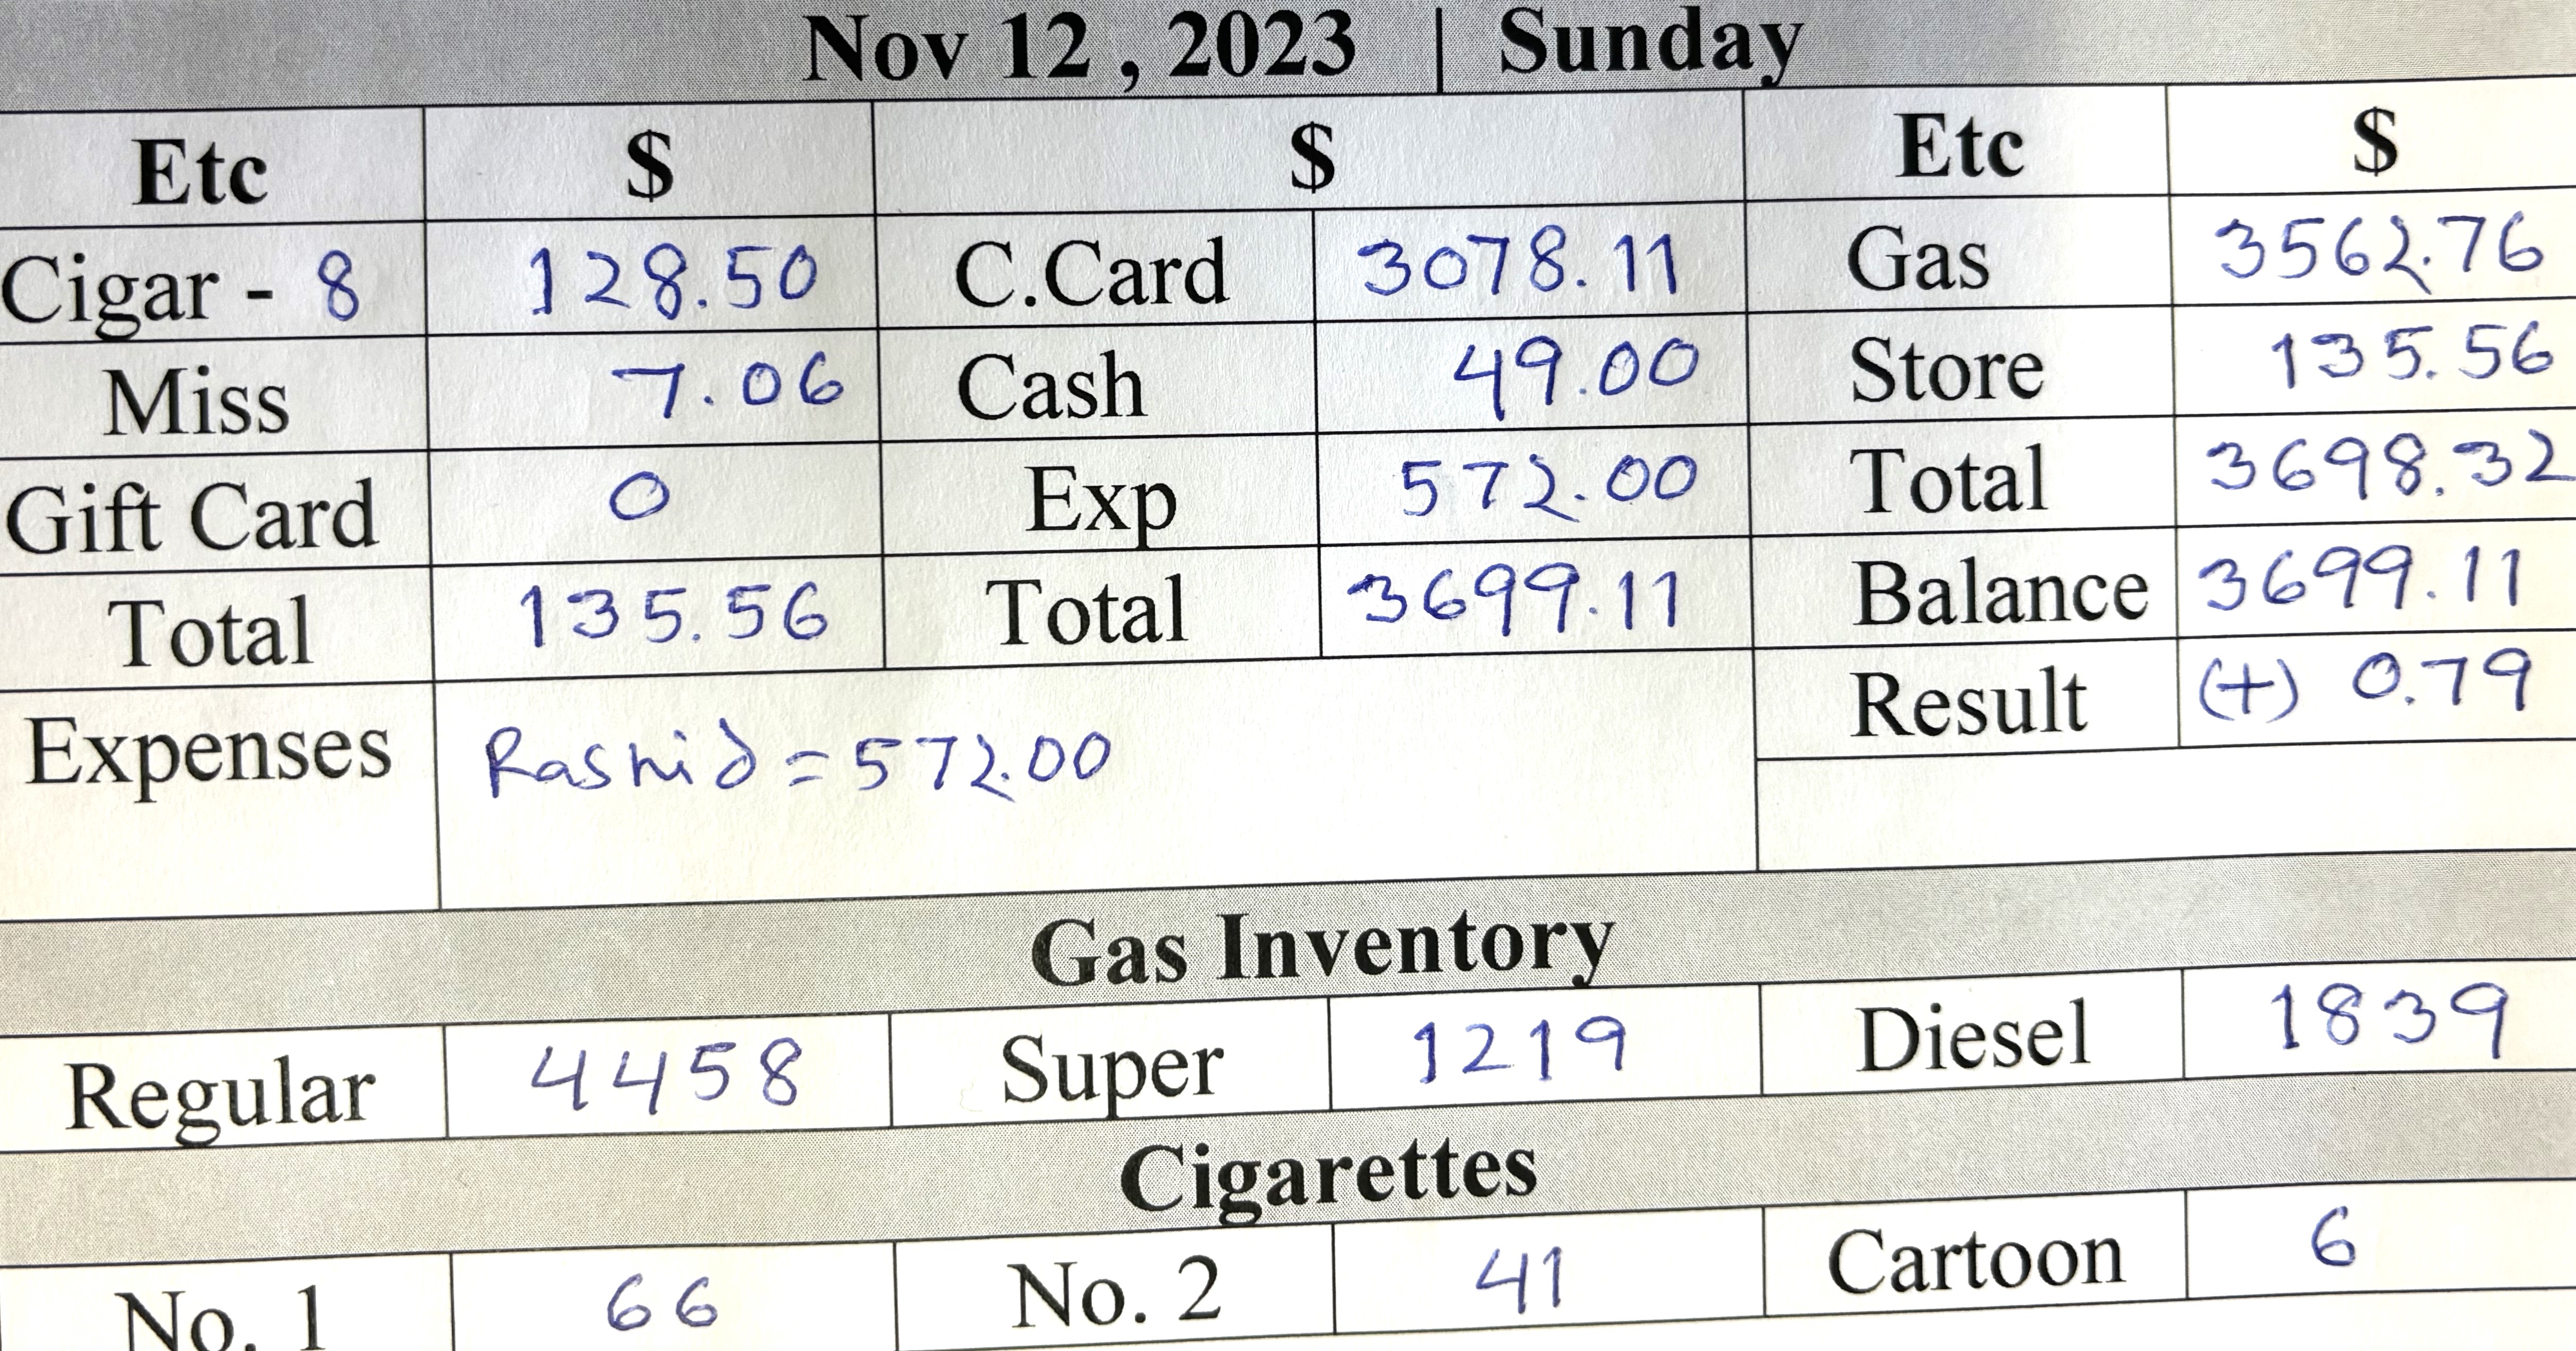 Nov 12 , 2023 | Sunday
Etc $ $ Etc $
Cigar - 8 128.50 C.Card 3078.11 Gas 3562.76
Miss 7.06 Cash 49.00 Store 135.56
Gift Card 0 Exp 572.00 Total 3698.32
Total 135.56 Total 3699.11 Balance 3699.11
Result (+) 0.79
Expenses Rashid = 572.00
Gas Inventory
Regular 4458 Super 1219 Diesel 1839
Cigarettes
No. 1 66 No. 2 41 Cartoon 6